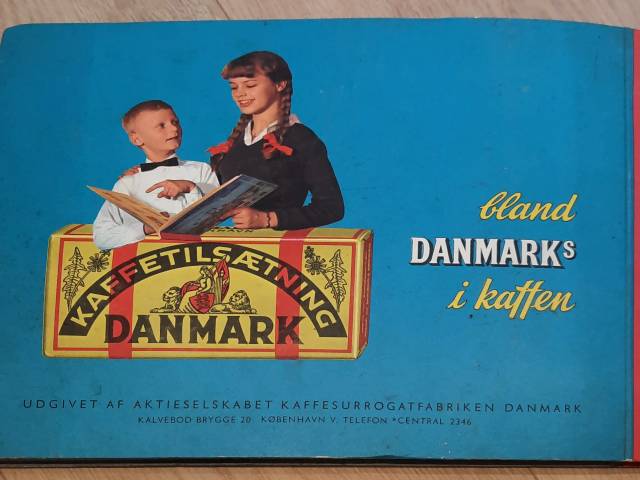 bland
DANMARKs
i kaffen
KAFFETILSÆTNING
DANMARK
UDGIVET AF AKTIESELSKABET KAFFESURROGATFABRIKEN DANMARK
KALVEBOD BRYGGE 20 KØBENHAVN V. TELEFON *CENTRAL 2346